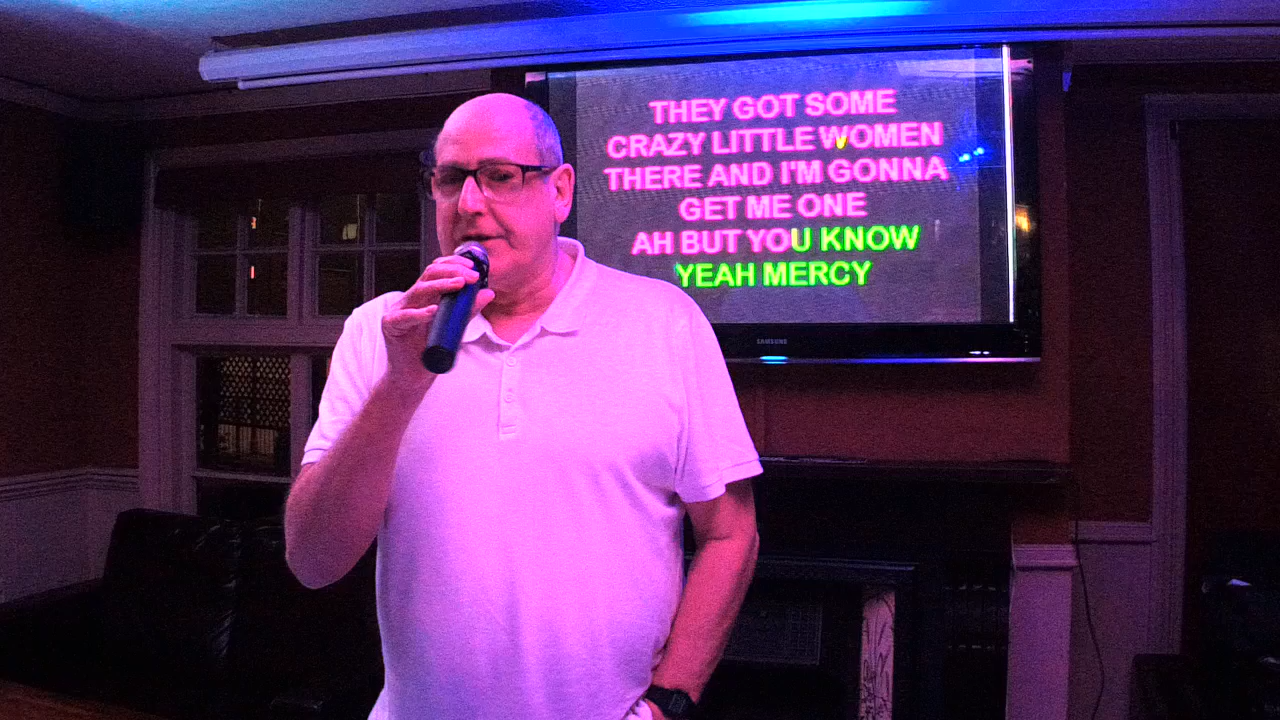 THEY GOT SOME
CRAZY LITTLE WOMEN
THERE AND I'M GONNA
GET ME ONE
AH BUT YOU KNOW
YEAH MERCY
SAMSUNG